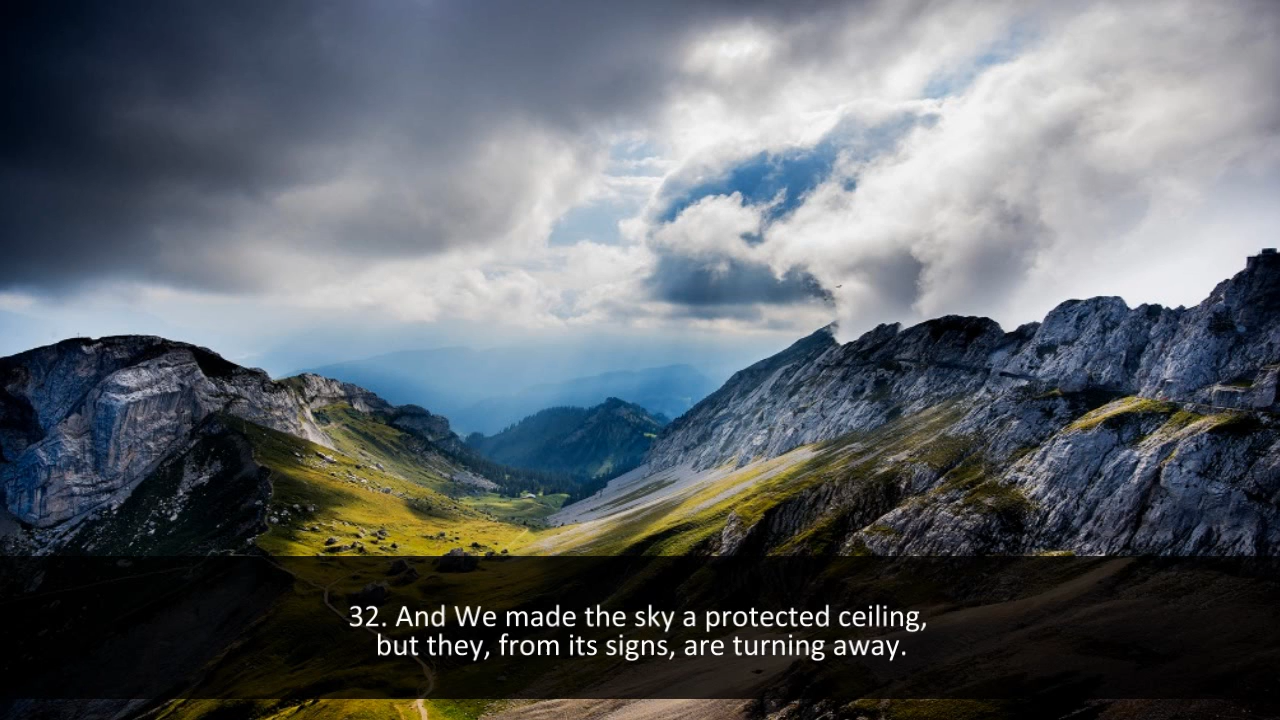 32. And We made the sky a protected ceiling,
but they, from its signs, are turning away.